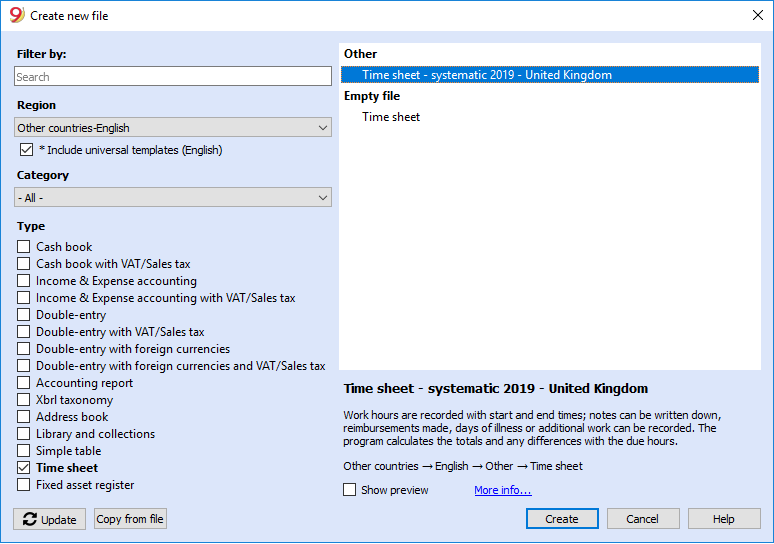 9 Create new file
Filter by:
Search
Region
Other countries-English
* Include universal templates (English)
Category
- All -
Type
Cash book
Cash book with VAT/Sales tax
Income & Expense accounting
Income & Expense accounting with VAT/Sales tax
Double-entry
Double-entry with VAT/Sales tax
Double-entry with foreign currencies
Double-entry with foreign currencies and VAT/Sales tax
Accounting report
Xbrl taxonomy
Address book
Library and collections
Simple table
Time sheet
Fixed asset register
Update
Copy from file
Other
Time sheet - systematic 2019 - United Kingdom
Empty file
Time sheet
Time sheet - systematic 2019 - United Kingdom
Work hours are recorded with start and end times; notes can be written down,
reimbursements made, days of illness or additional work can be recorded. The
program calculates the totals and any differences with the due hours.
Other countries → English → Other → Time sheet
Show preview
More info...
Create
Cancel
Help